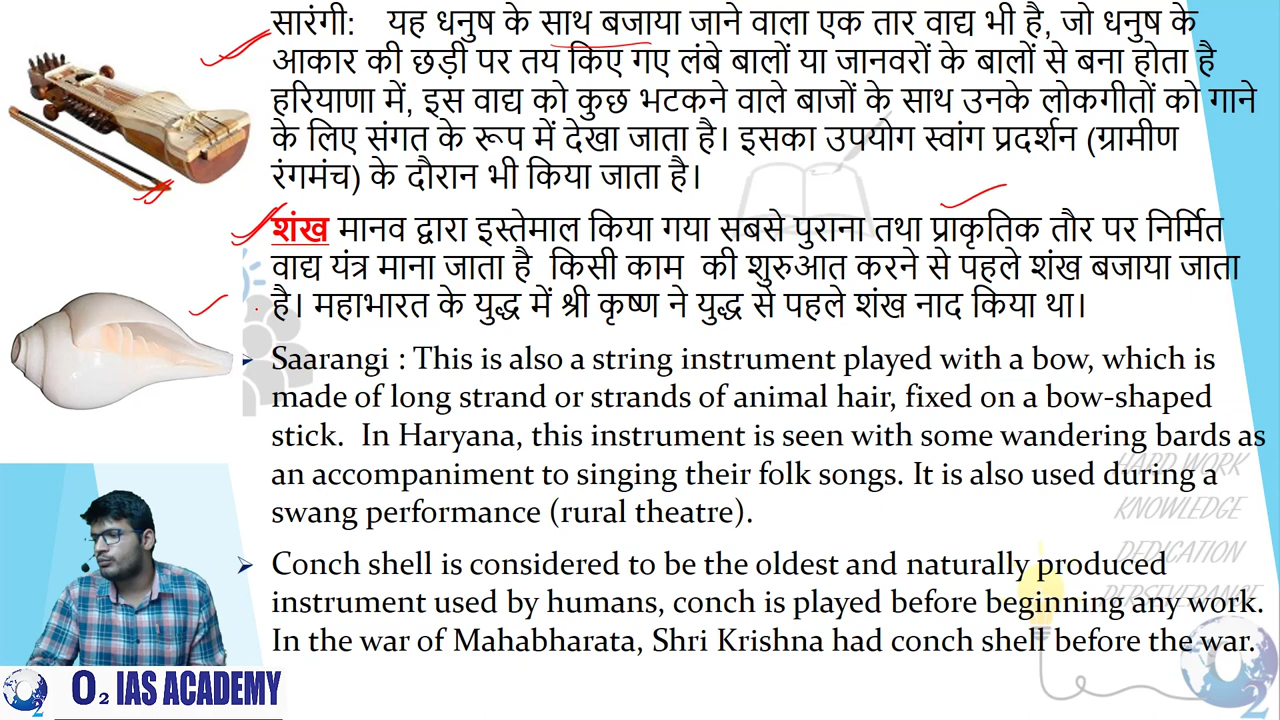 सारंगी: यह धनुष के साथ बजाया जाने वाला एक तार वाद्य भी है, जो धनुष के
आकार की छड़ी पर तय किए गए लंबे बालों या जानवरों के बालों से बना होता है
हरियाणा में, इस वाद्य को कुछ भटकने वाले बाजों के साथ उनके लोकगीतों को गाने
के लिए संगत के रूप में देखा जाता है। इसका उपयोग स्वांग प्रदर्शन (ग्रामीण
रंगमंच) के दौरान भी किया जाता है।
शंख मानव द्वारा इस्तेमाल किया गया सबसे पुराना तथा प्राकृतिक तौर पर निर्मित
वाद्य यंत्र माना जाता है किसी काम की शुरुआत करने से पहले शंख बजाया जाता
है। महाभारत के युद्ध में श्री कृष्ण ने युद्ध से पहले शंख नाद किया था।
Saarangi : This is also a string instrument played with a bow, which is
made of long strand or strands of animal hair, fixed on a bow-shaped
stick. In Haryana, this instrument is seen with some wandering bards as
an accompaniment to singing their folk songs. It is also used during a
swang performance (rural theatre).
Conch shell is considered to be the oldest and naturally produced
instrument used by humans, conch is played before beginning any work.
In the war of Mahabharata, Shri Krishna had conch shell before the war.
HARD WORK
KNOWLEDGE
DEDICATION
PERSEVERANCE
O2 IAS ACADEMY
2
2